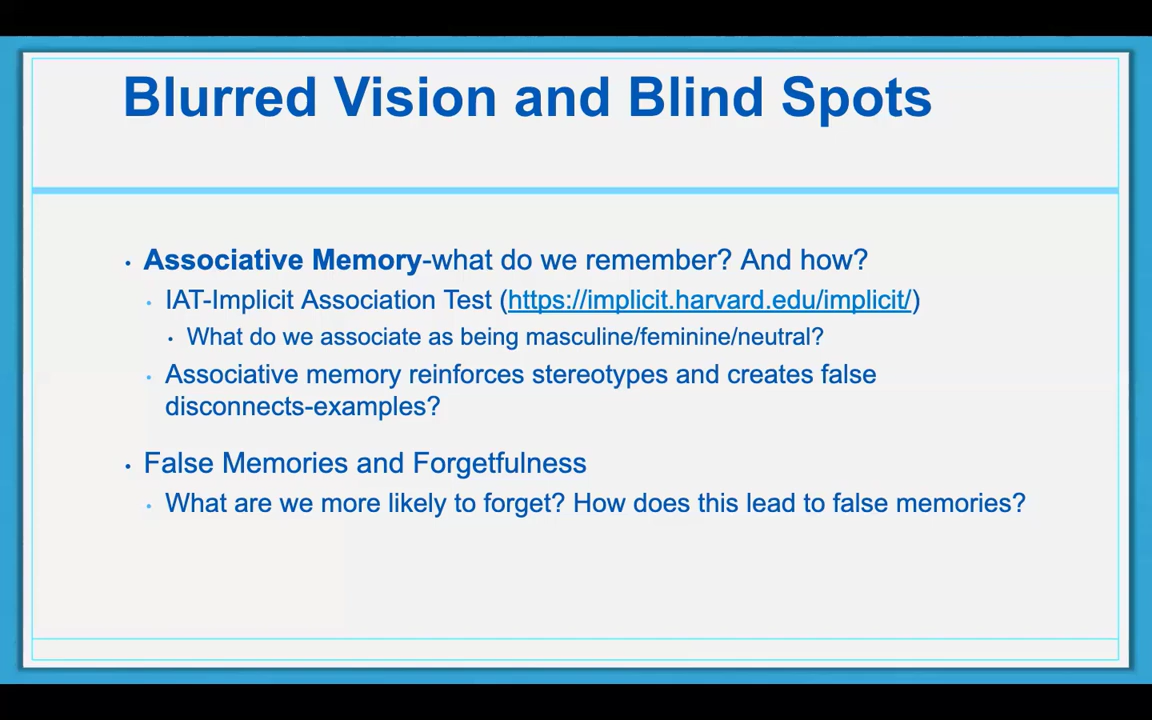 Blurred Vision and Blind Spots
• Associative Memory-what do we remember? And how?
• IAT-Implicit Association Test (https://implicit.harvard.edu/implicit/)
• What do we associate as being masculine/feminine/neutral?
• Associative memory reinforces stereotypes and creates false
disconnects-examples?
• False Memories and Forgetfulness
• What are we more likely to forget? How does this lead to false memories?